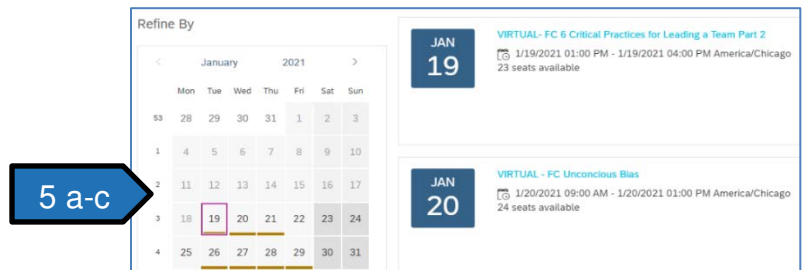 Refine By
< January 2021 >
Mon Tue Wed Thu Fri Sat Sun
53 28 29 30 31 1 2 3
1 4 5 6 7 8 9 10
2 11 12 13 14 15 16 17
3 18 19 20 21 22 23 24
4 25 26 27 28 29 30 31
5 a-c
JAN
19
VIRTUAL- FC 6 Critical Practices for Leading a Team Part 2
1/19/2021 01:00 PM - 1/19/2021 04:00 PM America/Chicago
23 seats available
JAN
20
VIRTUAL - FC Unconcious Bias
1/20/2021 09:00 AM - 1/20/2021 01:00 PM America/Chicago
24 seats available